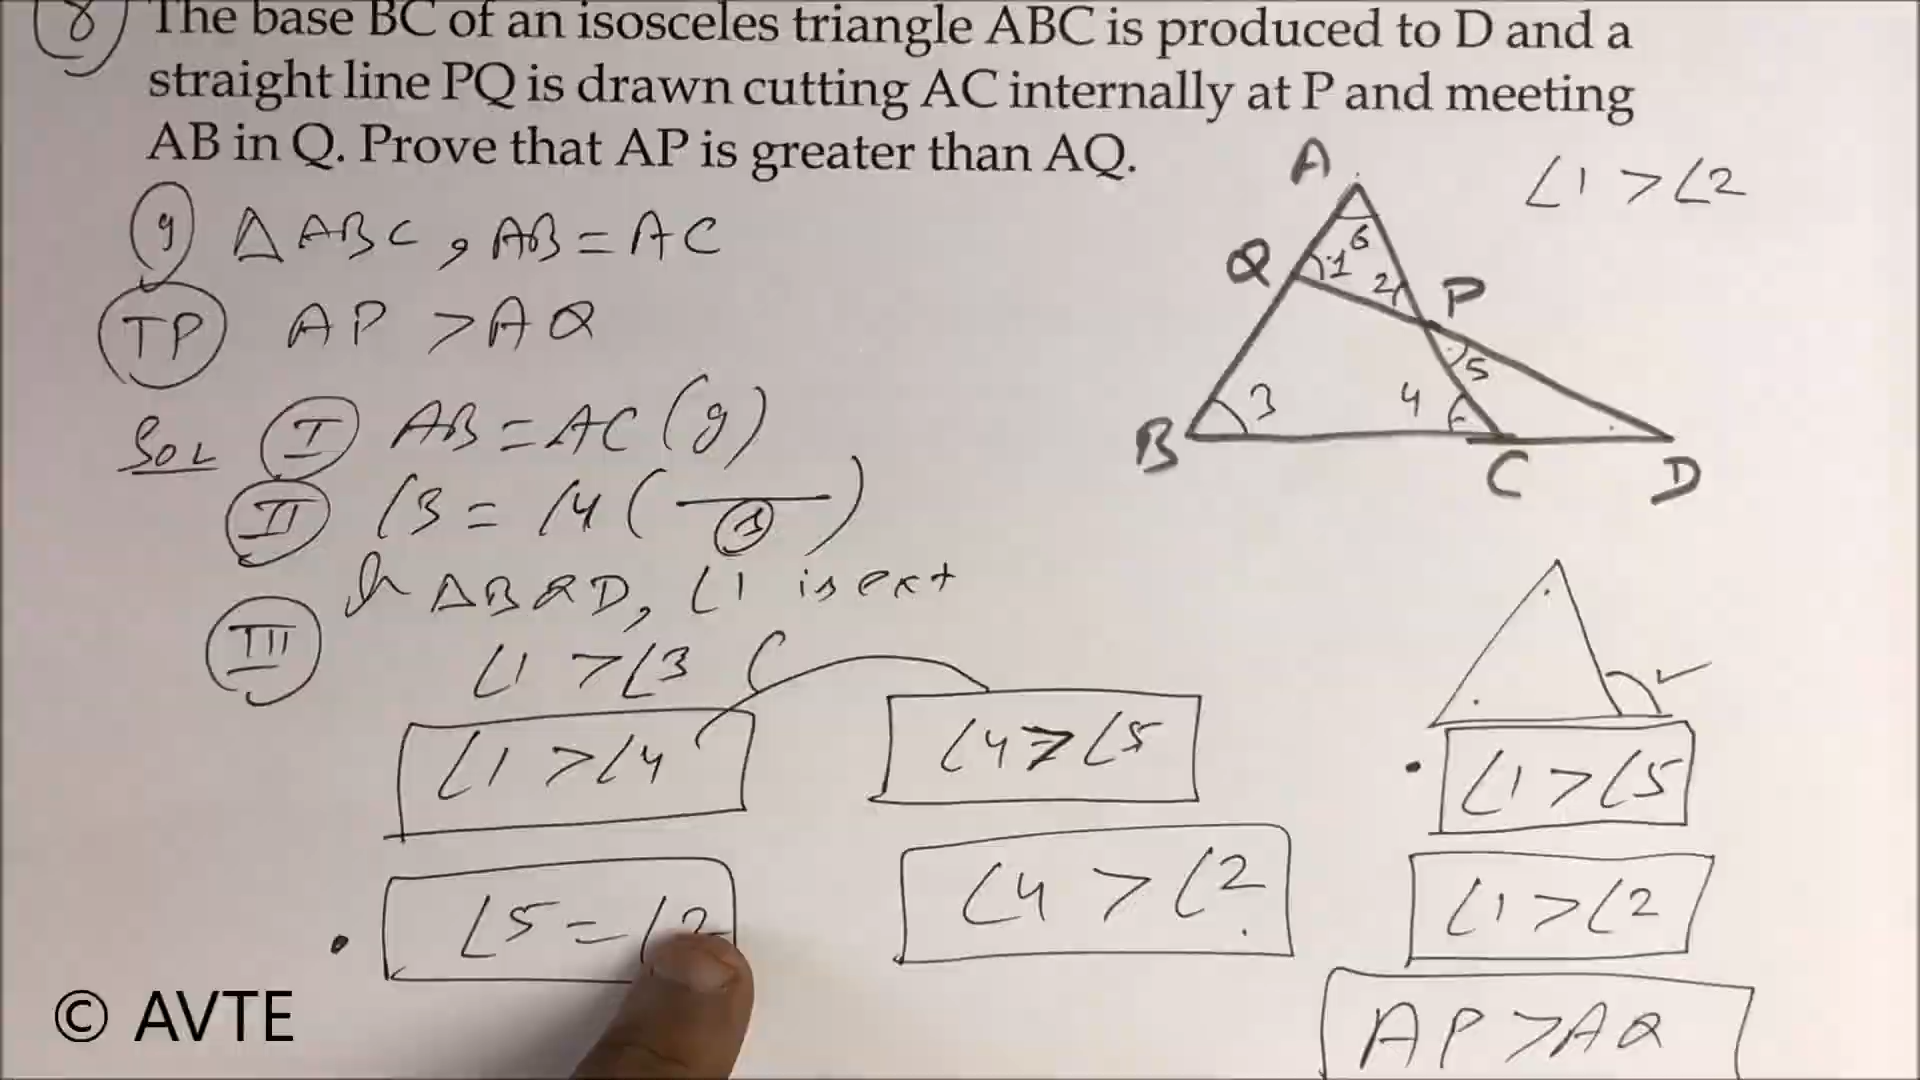 8 The base BC of an isosceles triangle ABC is produced to D and a
straight line PQ is drawn cutting AC internally at P and meeting
AB in Q. Prove that AP is greater than AQ.
g △ABC, AB = AC
TP AP > AQ
SOL I AB = AC (g)
II ∠3 = ∠4 ( 1 )
In △BQD, ∠1 is ext
III ∠1 > ∠3 (
∠1 > ∠4
∠4 > ∠5
∠1 > ∠5
∠5 = ∠2
∠4 > ∠2
∠1 > ∠2
AP > AQ
∠1 > ∠2
A
6
Q 1 2 P
5
B 3 4 C D
© AVTE